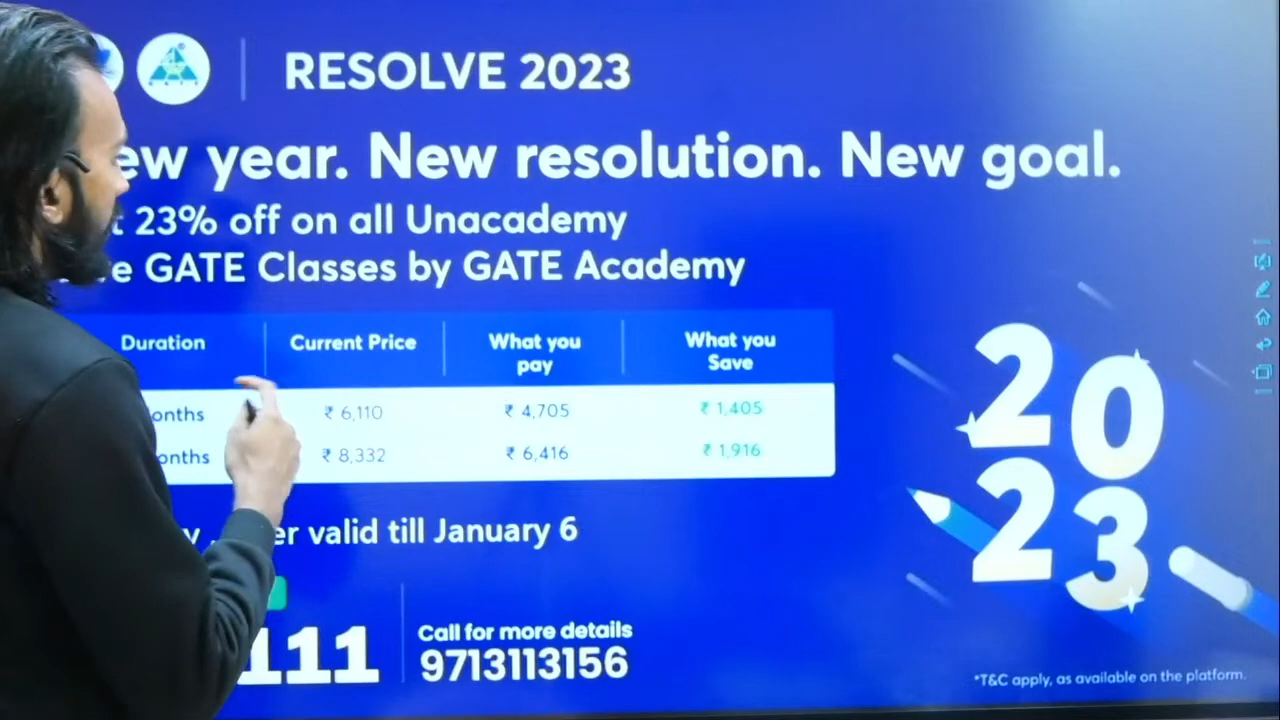 RESOLVE 2023
ew year. New resolution. New goal.
23% off on all Unacademy
GATE Classes by GATE Academy
Duration
Current Price
What you
pay
What you
Save
onths
₹ 6,110
₹ 4,705
₹ 1,405
onths
₹ 8,332
₹ 6,416
₹ 1,916
er valid till January 6
111
Call for more details
9713113156
20
23
*T&C apply, as available on the platform.